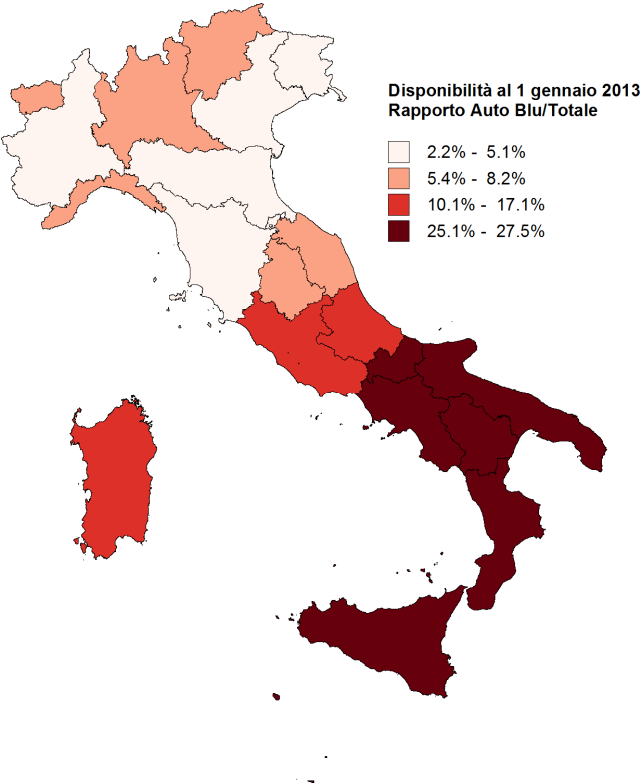 Disponibilità al 1 gennaio 2013
Rapporto Auto Blu/Totale
2.2% - 5.1%
5.4% - 8.2%
10.1% - 17.1%
25.1% - 27.5%